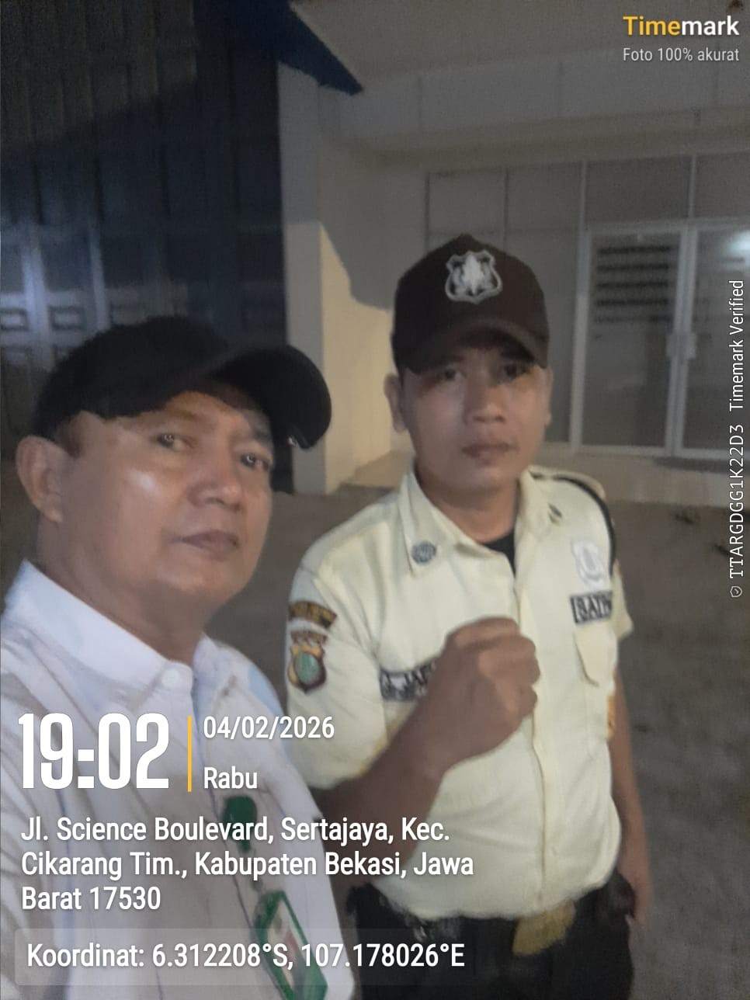 Timemark
Foto 100% akurat
TTARGDGG1K22D3 Timemark Verified
19:02
04/02/2026
Rabu
Jl. Science Boulevard, Sertajaya, Kec.
Cikarang Tim., Kabupaten Bekasi, Jawa
Barat 17530
Koordinat: 6.312208°S, 107.178026°E